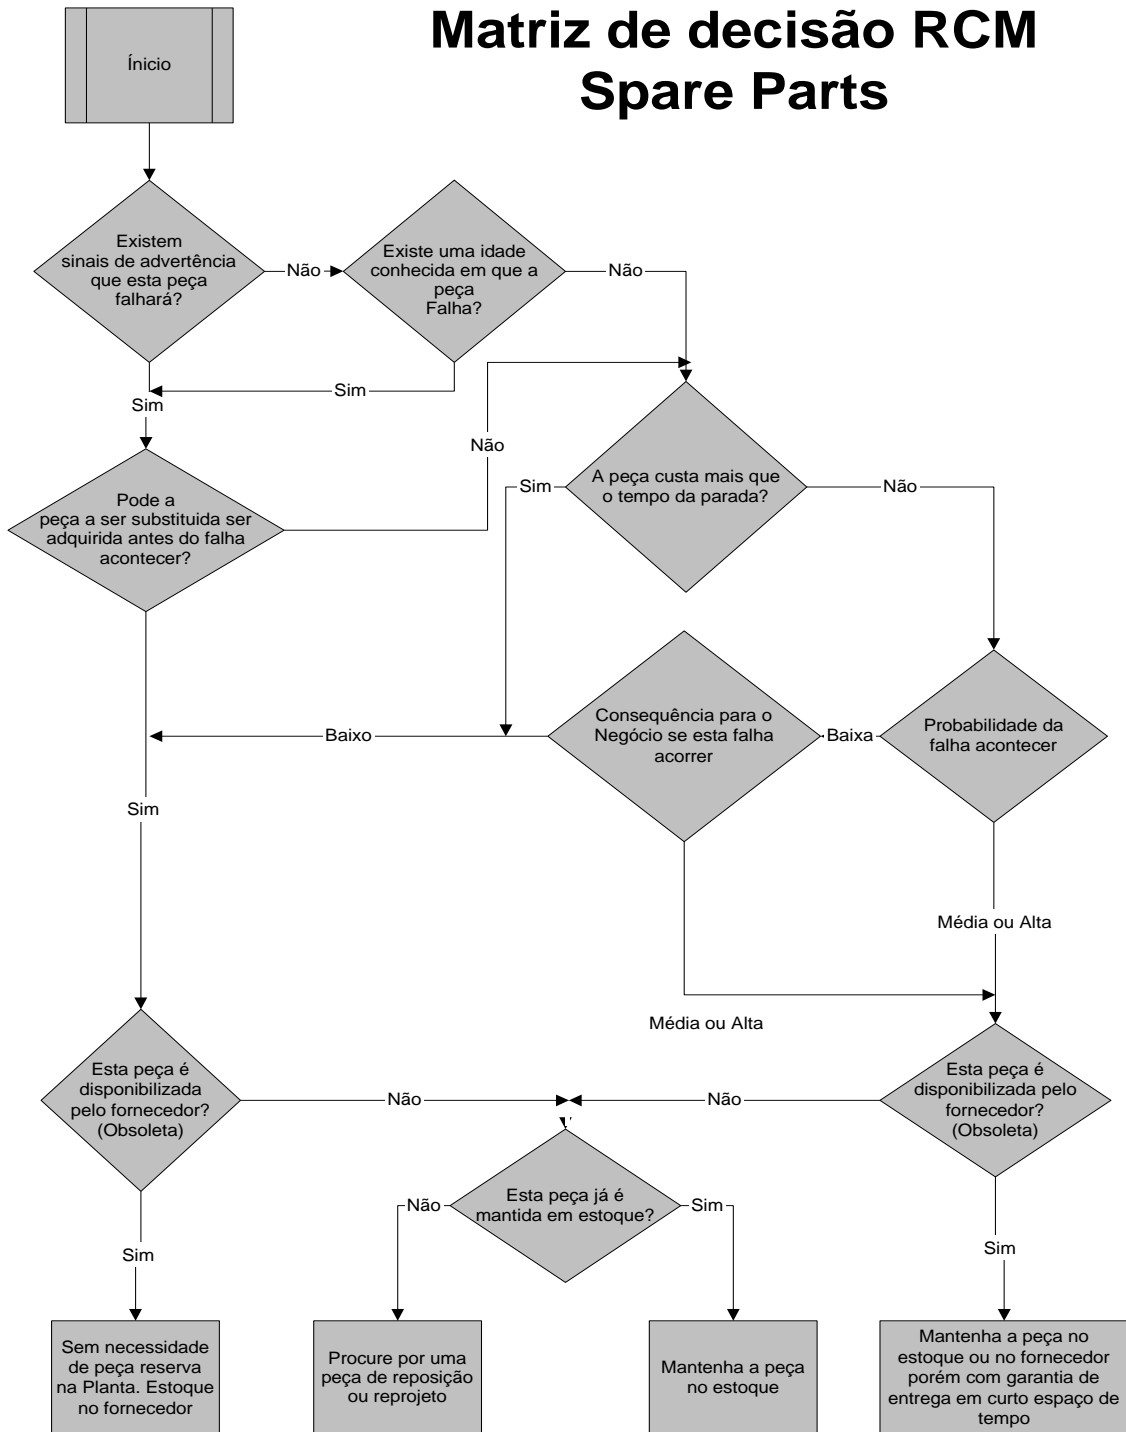 Matriz de decisão RCM
Spare Parts
Ínicio
Existem
sinais de advertência
que esta peça
falhará?
Não
Existe uma idade
conhecida em que a
peça
Falha?
Não
Sim
Sim
Não
A peça custa mais que
o tempo da parada?
Sim
Não
Pode a
peça a ser substituida ser
adquirida antes do falha
acontecer?
Consequência para o
Negócio se esta falha
acorrer
Baixo
Baixa
Probabilidade da
falha acontecer
Sim
Média ou Alta
Média ou Alta
Esta peça é
disponibilizada
pelo fornecedor?
(Obsoleta)
Não
Não
Esta peça é
disponibilizada pelo
fornecedor?
(Obsoleta)
Esta peça já é
mantida em estoque?
Não
Sim
Sim
Sim
Sem necessidade
de peça reserva
na Planta. Estoque
no fornecedor
Procure por uma
peça de reposição
ou reprojeto
Mantenha a peça
no estoque
Mantenha a peça no
estoque ou no fornecedor
porém com garantia de
entrega em curto espaço de
tempo